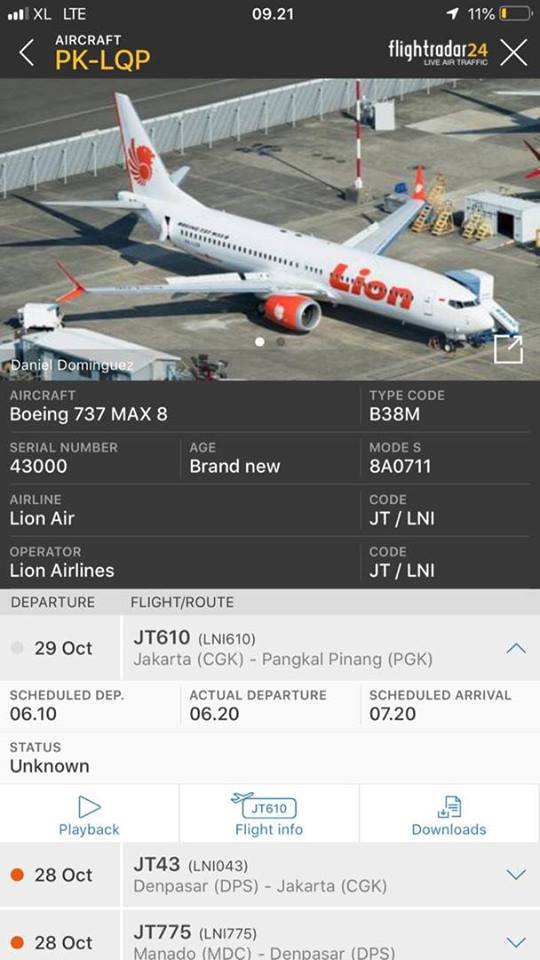 XL LTE 09.21 11%
AIRCRAFT
PK-LQP
flightradar24
LIVE AIR TRAFFIC
BOEING 737 MAX 8
Lion
Daniel Dominguez
AIRCRAFT TYPE CODE
Boeing 737 MAX 8 B38M
SERIAL NUMBER AGE MODE S
43000 Brand new 8A0711
AIRLINE CODE
Lion Air JT / LNI
OPERATOR CODE
Lion Airlines JT / LNI
DEPARTURE FLIGHT/ROUTE
29 Oct JT610 (LNI610)
Jakarta (CGK) - Pangkal Pinang (PGK)
SCHEDULED DEP. ACTUAL DEPARTURE SCHEDULED ARRIVAL
06.10 06.20 07.20
STATUS
Unknown
JT610
Playback Flight info Downloads
28 Oct JT43 (LNI043)
Denpasar (DPS) - Jakarta (CGK)
28 Oct JT775 (LNI775)
Manado (MDC) - Denpasar (DPS)